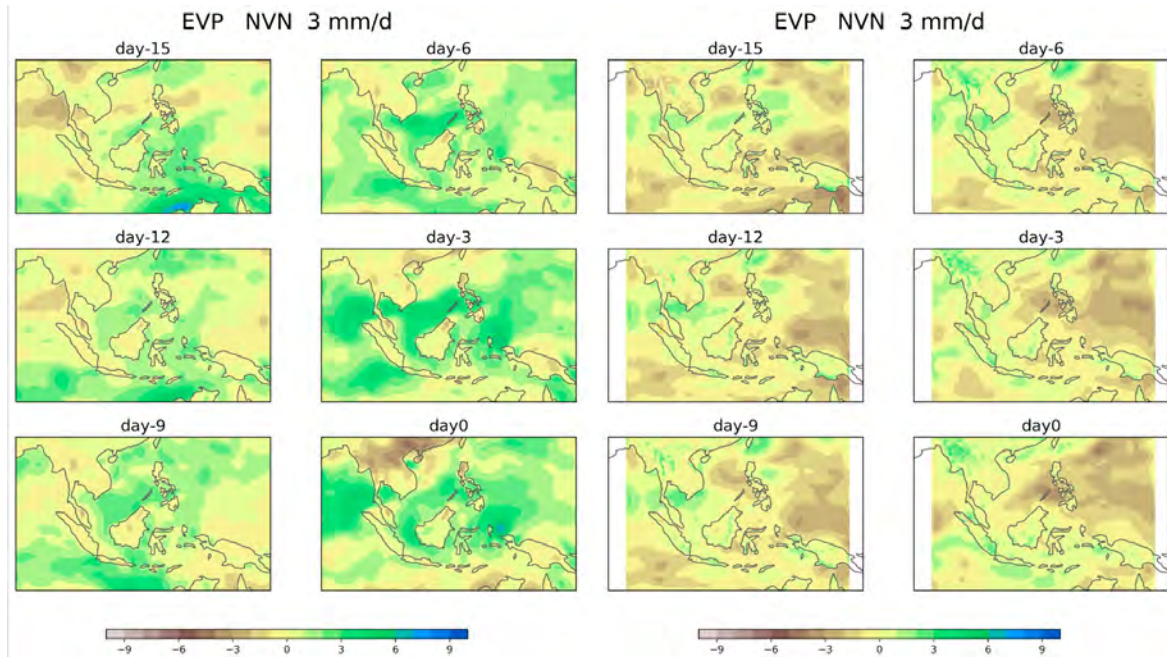 EVP NVN 3 mm/d
EVP NVN 3 mm/d
day-15
day-6
day-15
day-6
day-12
day-3
day-12
day-3
day-9
day0
day-9
day0
−9 −6 −3 0 3 6 9
−9 −6 −3 0 3 6 9